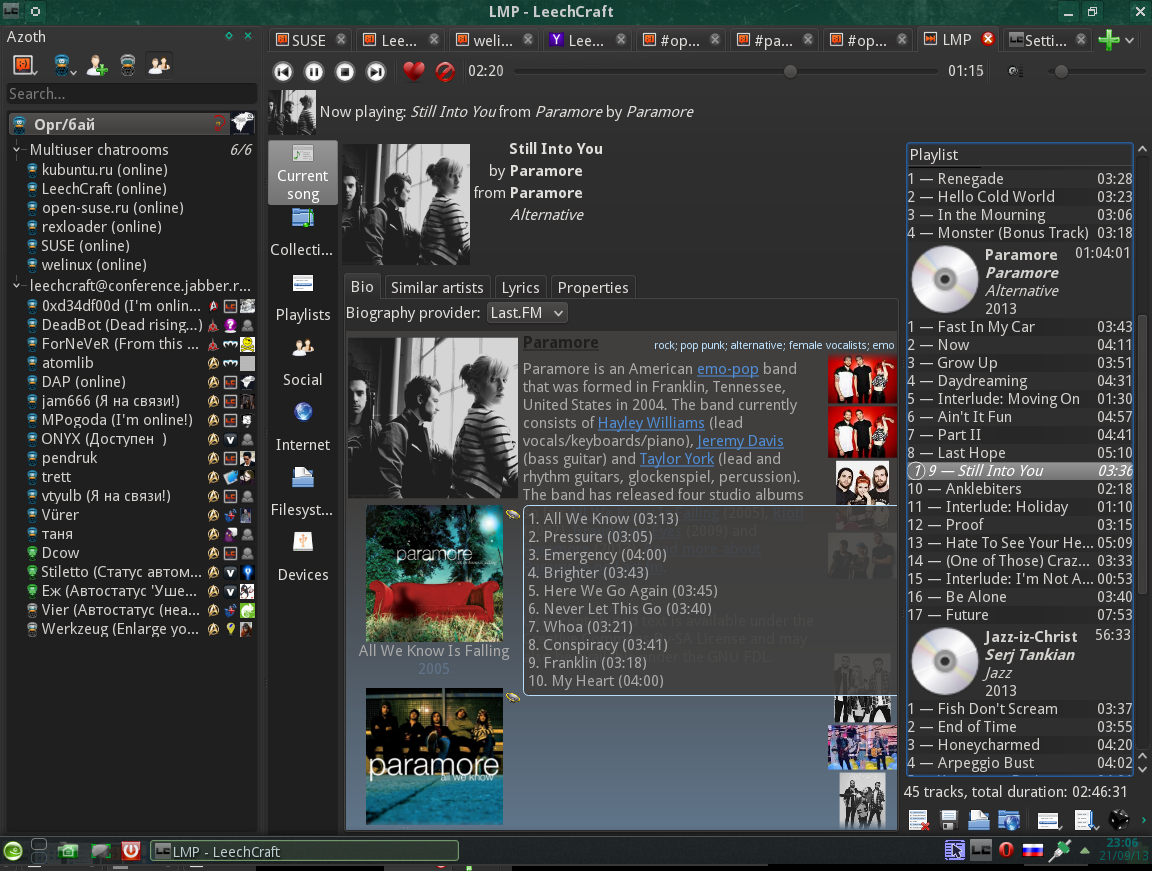 LMP - LeechCraft
Azoth
SUSE
Lee...
weli...
Lee...
#op...
#pa...
#op...
LMP
Setti...
02:20
01:15
Search...
Now playing: Still Into You from Paramore by Paramore
Орг/бай
Multiuser chatrooms 6/6
kubuntu.ru (online)
LeechCraft (online)
open-suse.ru (online)
rexloader (online)
SUSE (online)
welinux (online)
leechcraft@conference.jabber.r...
0xd34df00d (I'm onlin...
DeadBot (Dead rising...)
ForNeVeR (From this ...
atomlib
DAP (online)
jam666 (Я на связи!)
MPogoda (I'm online!)
ONYX (Доступен )
pendruk
trett
vtyulb (Я на связи!)
Vürer
таня
Dcow
Stiletto (Статус автом...
Еж (Автостатус 'Уше...
Vier (Автостатус (неа...
Werkzeug (Enlarge yo...
Current song
Collecti...
Playlists
Social
Internet
Filesyst...
Devices
Still Into You
by Paramore
from Paramore
Alternative
Bio
Similar artists
Lyrics
Properties
Biography provider: Last.FM
Paramore
rock; pop punk; alternative; female vocalists; emo
Paramore is an American emo-pop band
that was formed in Franklin, Tennessee,
United States in 2004. The band currently
consists of Hayley Williams (lead
vocals/keyboards/piano), Jeremy Davis
(bass guitar) and Taylor York (lead and
rhythm guitars, glockenspiel, percussion).
The band has released four studio albums
1. All We Know (03:13)
2. Pressure (03:05)
3. Emergency (04:00)
4. Brighter (03:43)
5. Here We Go Again (03:45)
6. Never Let This Go (03:40)
7. Whoa (03:21)
8. Conspiracy (03:41)
9. Franklin (03:18)
10. My Heart (04:00)
paramore
All We Know Is Falling
2005
paramore
all we know
Playlist
1 — Renegade 03:28
2 — Hello Cold World 03:23
3 — In the Mourning 03:06
4 — Monster (Bonus Track) 03:18
Paramore 01:04:01
Paramore
Alternative
2013
1 — Fast In My Car 03:43
2 — Now 04:11
3 — Grow Up 03:51
4 — Daydreaming 04:31
5 — Interlude: Moving On 01:30
6 — Ain't It Fun 04:57
7 — Part II 04:41
8 — Last Hope 05:10
1 9 — Still Into You 03:36
10 — Anklebiters 02:18
11 — Interlude: Holiday 01:10
12 — Proof 03:15
13 — Hate To See Your He... 05:09
14 — (One of Those) Craz... 03:33
15 — Interlude: I'm Not A... 00:53
16 — Be Alone 03:40
17 — Future 07:53
Jazz-iz-Christ 56:33
Serj Tankian
Jazz
2013
1 — Fish Don't Scream 03:37
2 — End of Time 03:55
3 — Honeycharmed 04:20
4 — Arpeggio Bust 04:02
45 tracks, total duration: 02:46:31
LMP - LeechCraft
23:06
21/09/13